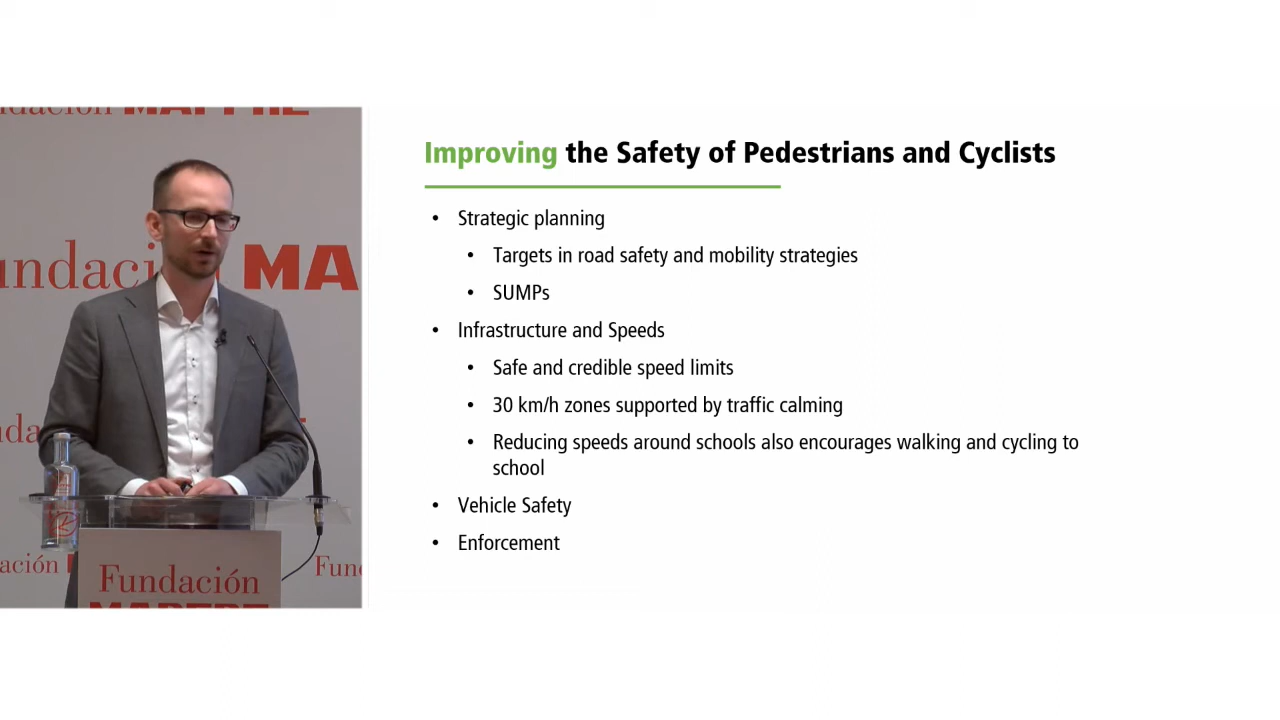 Improving the Safety of Pedestrians and Cyclists
• Strategic planning
• Targets in road safety and mobility strategies
• SUMPs
• Infrastructure and Speeds
• Safe and credible speed limits
• 30 km/h zones supported by traffic calming
• Reducing speeds around schools also encourages walking and cycling to
school
• Vehicle Safety
• Enforcement
Fundación
MAPFRE